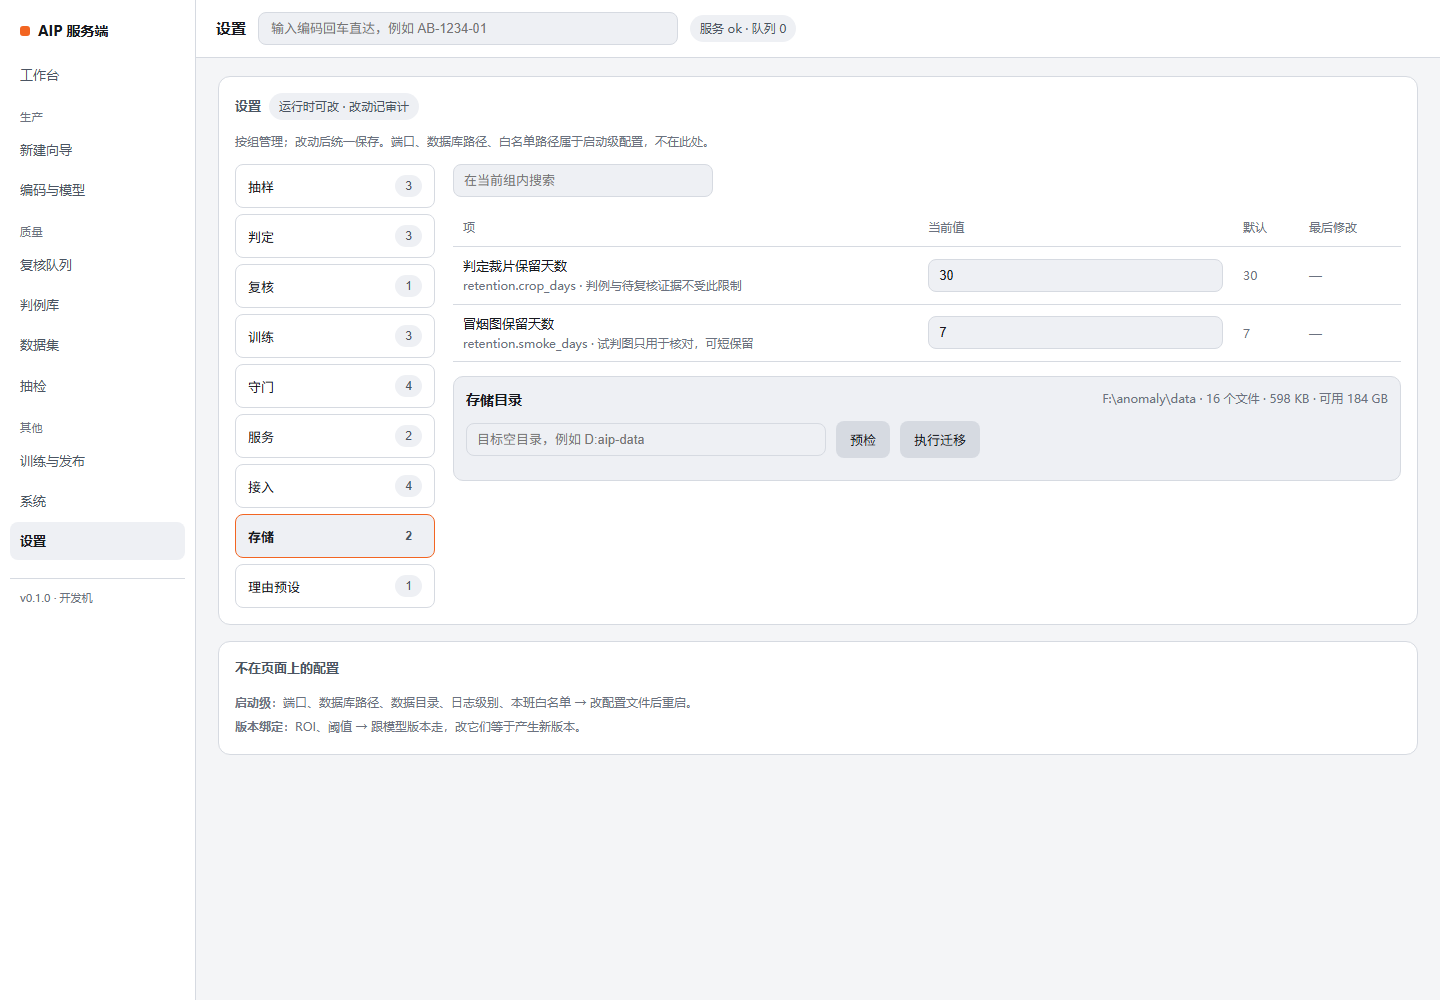 AIP 服务端
工作台
生产
新建向导
编码与模型
质量
复核队列
判例库
数据集
抽检
其他
训练与发布
系统
设置
v0.1.0 · 开发机
设置
输入编码回车直达，例如 AB-1234-01
服务 ok · 队列 0
设置
运行时可改 · 改动记审计
按组管理；改动后统一保存。端口、数据库路径、白名单路径属于启动级配置，不在此处。
抽样 3
判定 3
复核 1
训练 3
守门 4
服务 2
接入 4
存储 2
理由预设 1
在当前组内搜索
项 当前值 默认 最后修改
判定裁片保留天数
retention.crop_days · 判例与待复核证据不受此限制
30 30 —
冒烟图保留天数
retention.smoke_days · 试判图只用于核对，可短保留
7 7 —
存储目录
F:\anomaly\data · 16 个文件 · 598 KB · 可用 184 GB
目标空目录，例如 D:aip-data
预检
执行迁移
不在页面上的配置
启动级：端口、数据库路径、数据目录、日志级别、本班白名单 → 改配置文件后重启。
版本绑定：ROI、阈值 → 跟模型版本走，改它们等于产生新版本。